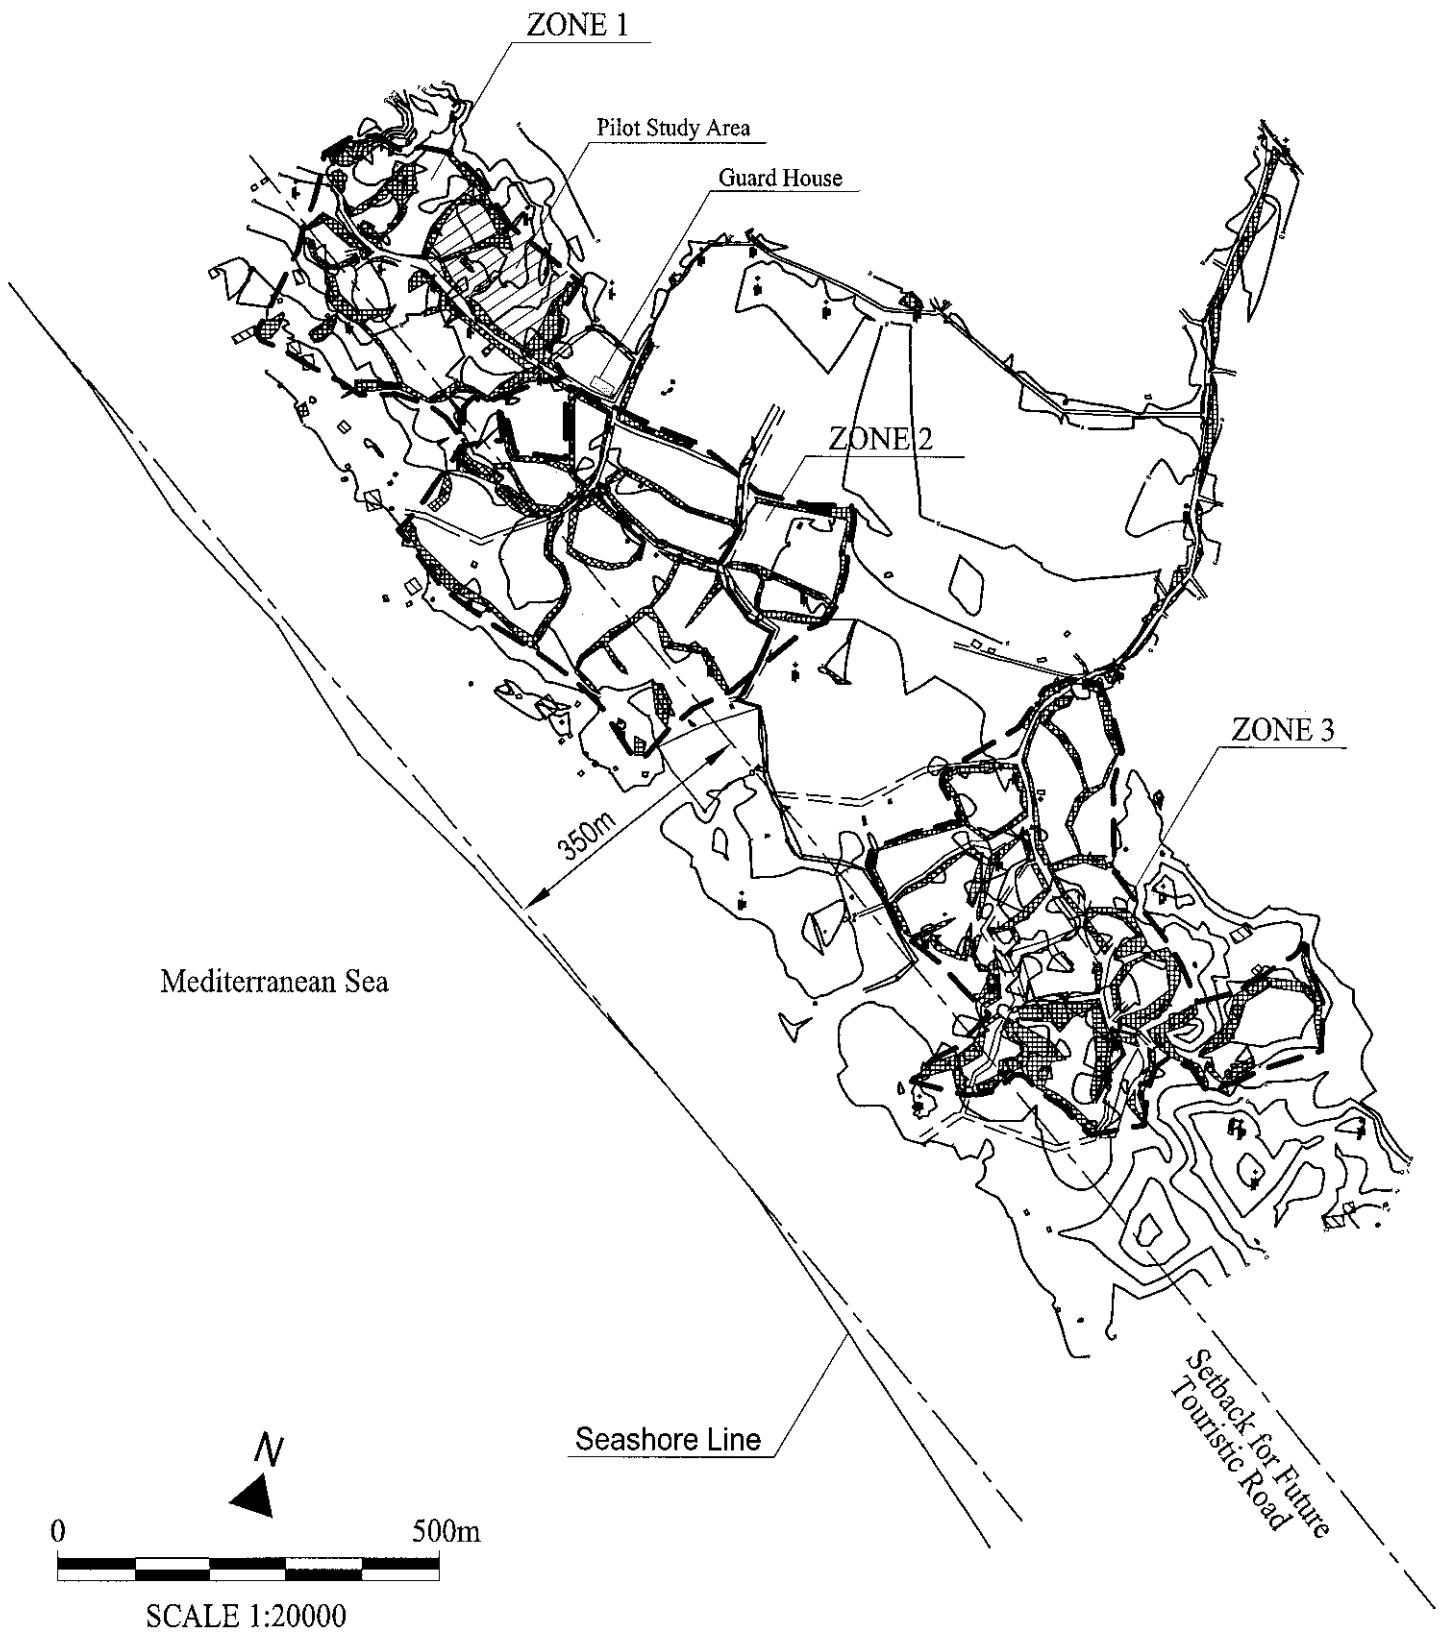 ZONE 1
Pilot Study Area
Guard House
ZONE 2
ZONE 3
350m
Mediterranean Sea
Setback for Future
Touristic Road
Seashore Line
N
0 500m
SCALE 1:20000